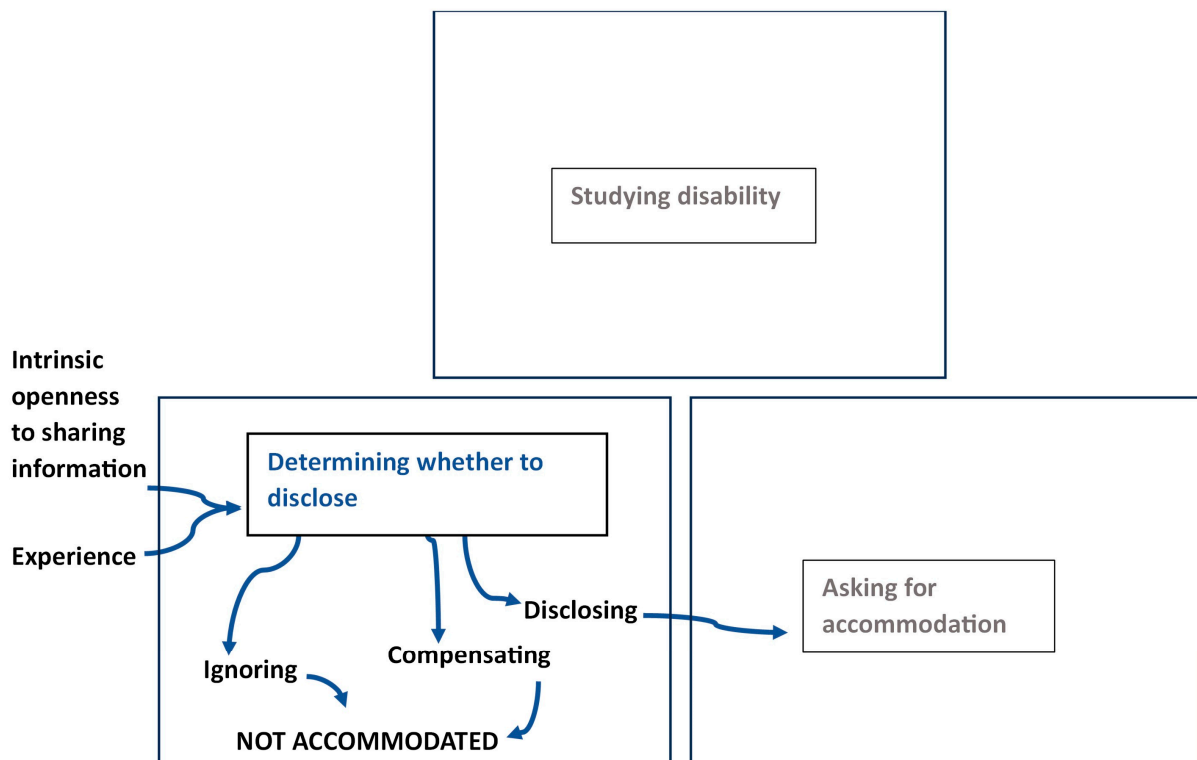 Studying disability
Intrinsic
openness
to sharing
information
Experience
Determining whether to
disclose
Disclosing
Compensating
Ignoring
NOT ACCOMMODATED
Asking for
accommodation